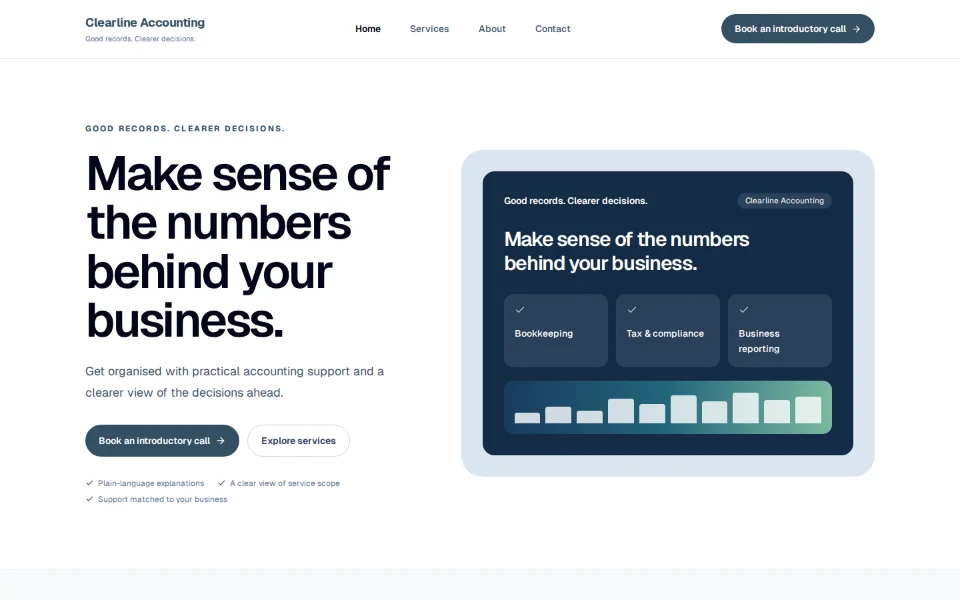 Clearline Accounting
Good records. Clearer decisions.
Home
Services
About
Contact
Book an introductory call
GOOD RECORDS. CLEARER DECISIONS.
Make sense of
the numbers
behind your
business.
Get organised with practical accounting support and a
clearer view of the decisions ahead.
Book an introductory call
Explore services
Plain-language explanations
A clear view of service scope
Support matched to your business
Good records. Clearer decisions.
Clearline Accounting
Make sense of the numbers
behind your business.
Bookkeeping
Tax & compliance
Business
reporting